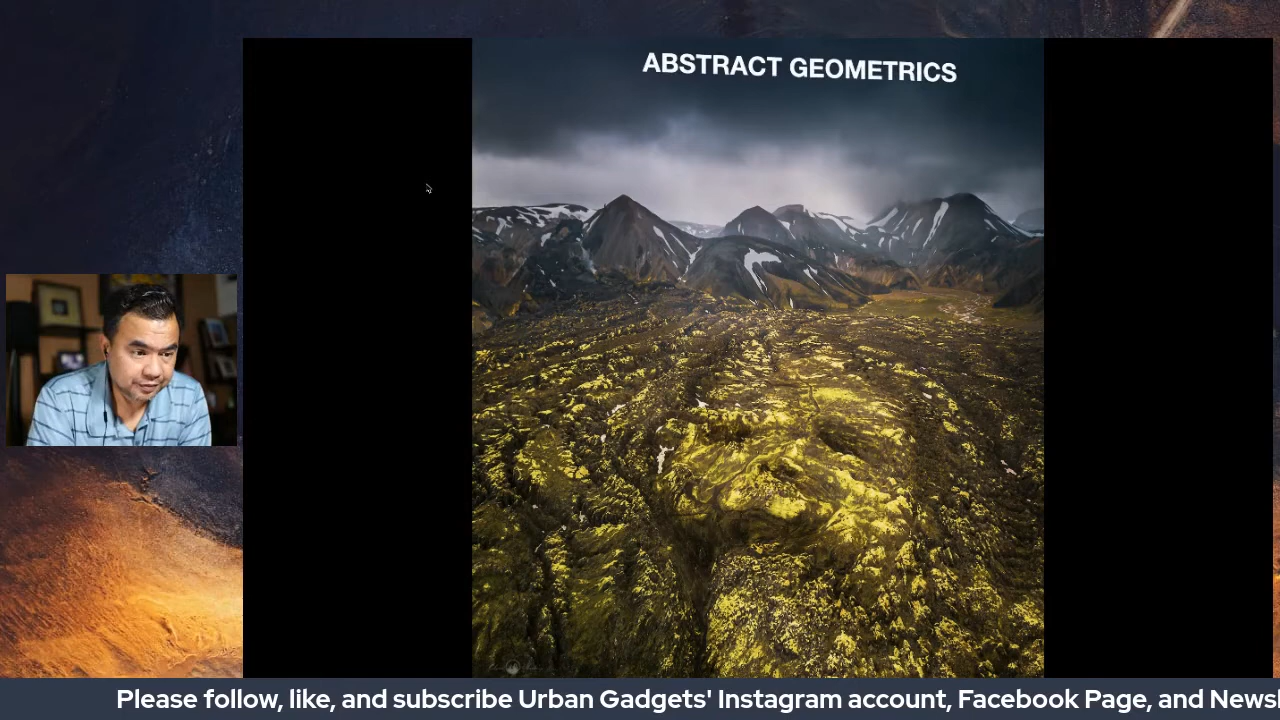 ABSTRACT GEOMETRICS
Please follow, like, and subscribe Urban Gadgets' Instagram account, Facebook Page, and News